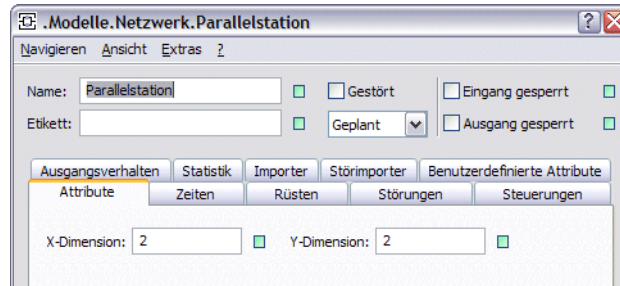 .Modelle.Netzwerk.Parallelstation
Navigieren Ansicht Extras ?
Name: Parallelstation Gestört Eingang gesperrt
Etikett: Geplant Ausgang gesperrt
Ausgangsverhalten Statistik Importer Störimporter Benutzerdefinierte Attribute
Attribute Zeiten Rüsten Störungen Steuerungen
X-Dimension: 2 Y-Dimension: 2